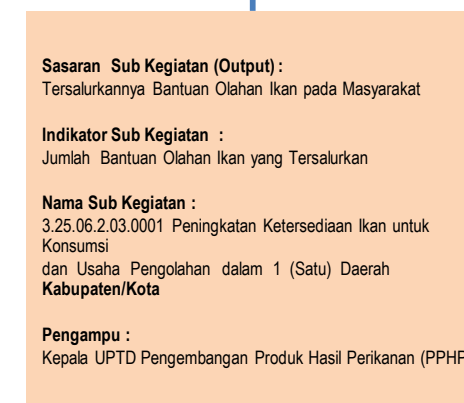 Sasaran Sub Kegiatan (Output) :
Tersalurkannya Bantuan Olahan Ikan pada Masyarakat
Indikator Sub Kegiatan :
Jumlah Bantuan Olahan Ikan yang Tersalurkan
Nama Sub Kegiatan :
3.25.06.2.03.0001 Peningkatan Ketersediaan Ikan untuk
Konsumsi
dan Usaha Pengolahan dalam 1 (Satu) Daerah
Kabupaten/Kota
Pengampu :
Kepala UPTD Pengembangan Produk Hasil Perikanan (PPHP